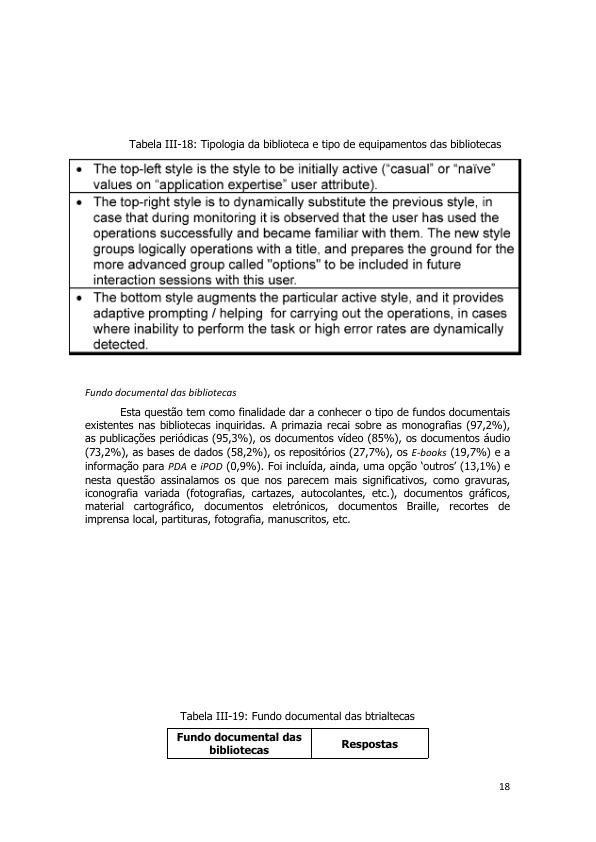 Tabela III-18: Tipologia da biblioteca e tipo de equipamentos das bibliotecas
• The top-left style is the style to be initially active (“casual” or “naïve”
values on “application expertise” user attribute).
• The top-right style is to dynamically substitute the previous style, in
case that during monitoring it is observed that the user has used the
operations successfully and became familiar with them. The new style
groups logically operations with a title, and prepares the ground for the
more advanced group called "options" to be included in future
interaction sessions with this user.
• The bottom style augments the particular active style, and it provides
adaptive prompting / helping for carrying out the operations, in cases
where inability to perform the task or high error rates are dynamically
detected.
Fundo documental das bibliotecas
Esta questão tem como finalidade dar a conhecer o tipo de fundos documentais
existentes nas bibliotecas inquiridas. A primazia recai sobre as monografias (97,2%),
as publicações periódicas (95,3%), os documentos vídeo (85%), os documentos áudio
(73,2%), as bases de dados (58,2%), os repositórios (27,7%), os E-books (19,7%) e a
informação para PDA e iPOD (0,9%). Foi incluída, ainda, uma opção ‘outros’ (13,1%) e
nesta questão assinalamos os que nos parecem mais significativos, como gravuras,
iconografia variada (fotografias, cartazes, autocolantes, etc.), documentos gráficos,
material cartográfico, documentos eletrónicos, documentos Braille, recortes de
imprensa local, partituras, fotografia, manuscritos, etc.
Tabela III-19: Fundo documental das btrialtecas
Fundo documental das
bibliotecas
Respostas
18